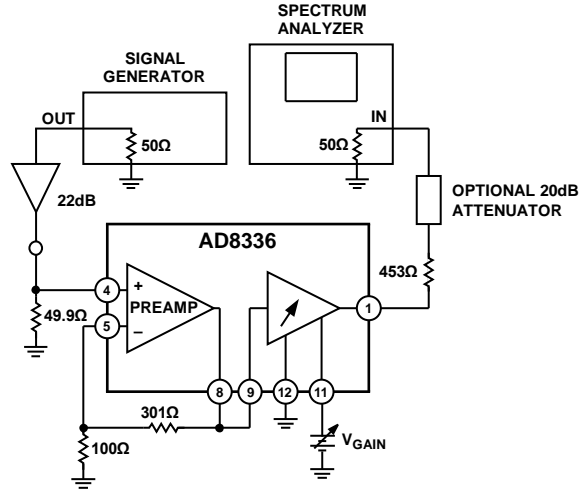 SPECTRUM
ANALYZER
SIGNAL
GENERATOR
OUT
50Ω
IN
50Ω
22dB
OPTIONAL 20dB
ATTENUATOR
AD8336
453Ω
4
+
PREAMP
1
49.9Ω
5
–
8
9
12
11
301Ω
100Ω
VGAIN